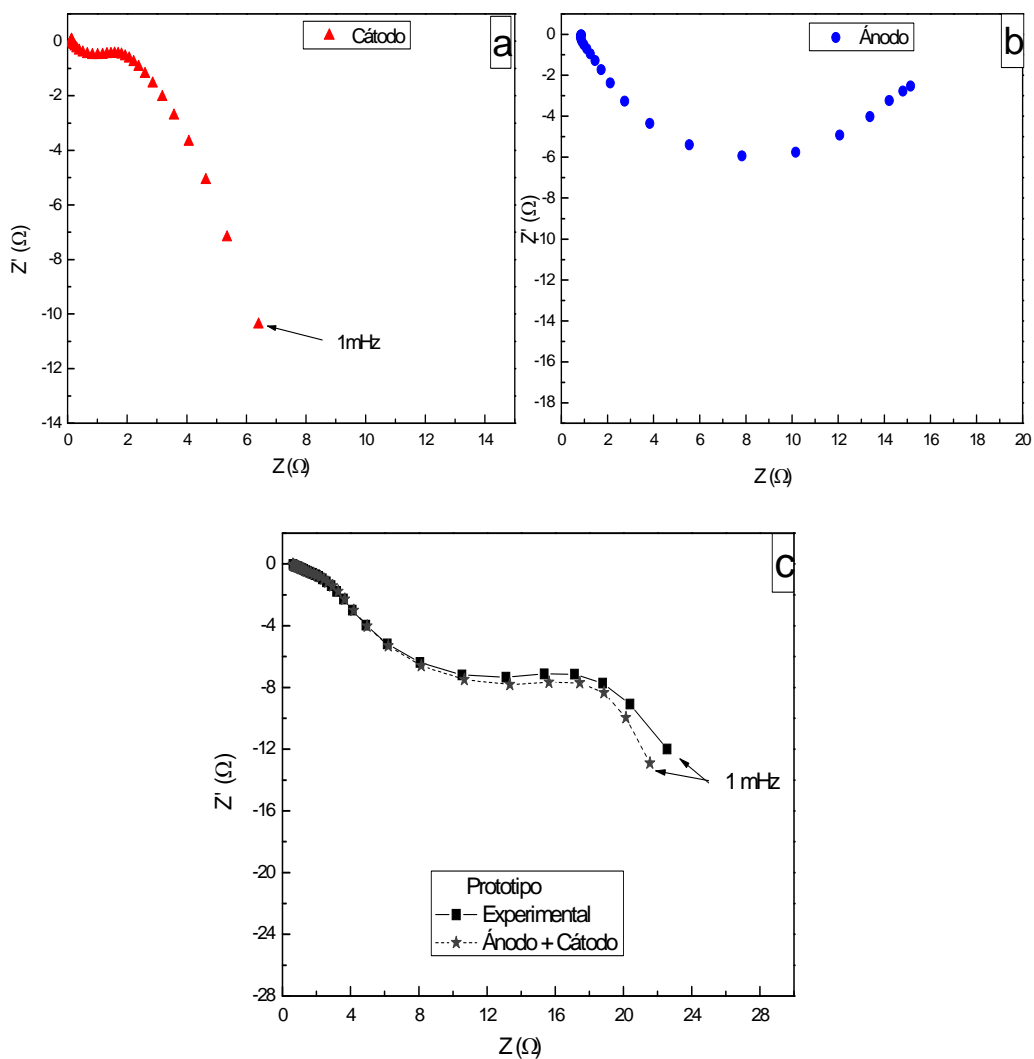 a
Cátodo
0
-2
-4
-6
-8
-10
-12
-14
Z' (Ω)
1mHz
0 2 4 6 8 10 12 14
Z (Ω)
b
Ánodo
0
-2
-4
-6
-8
-10
-12
-14
-16
-18
Z' (Ω)
0 2 4 6 8 10 12 14 16 18 20
Z (Ω)
c
0
-4
-8
-12
-16
-20
-24
-28
Z' (Ω)
1 mHz
Prototipo
Experimental
Ánodo + Cátodo
0 4 8 12 16 20 24 28
Z (Ω)